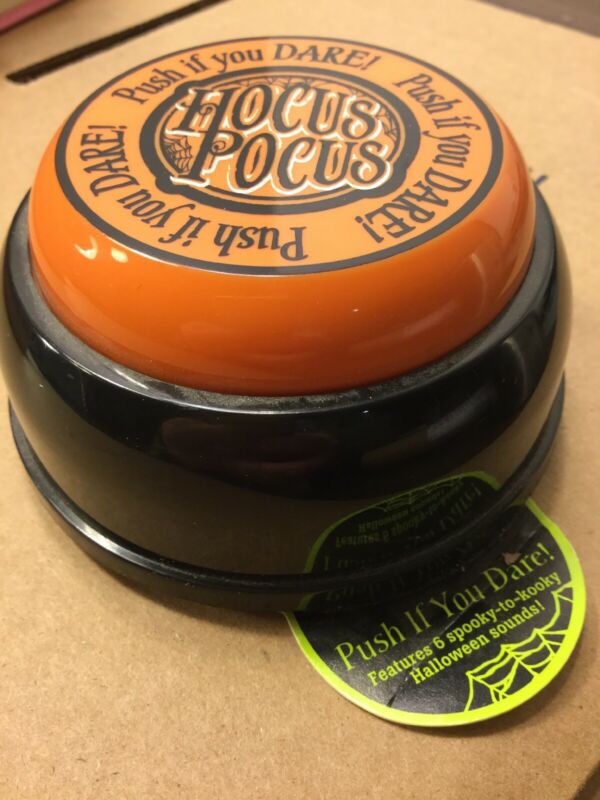 Push if you DARE!
Push if you DARE!
Push if you DARE!
HOCUS
POCUS
Push If You Dare!
Features 6 spooky-to-kooky
Halloween sounds!